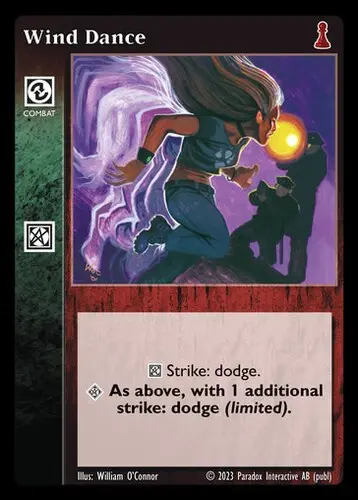 Wind Dance
COMBAT
Strike: dodge.
As above, with 1 additional
strike: dodge (limited).
Illus: William O'Connor © 2023 Paradox Interactive AB (publ)